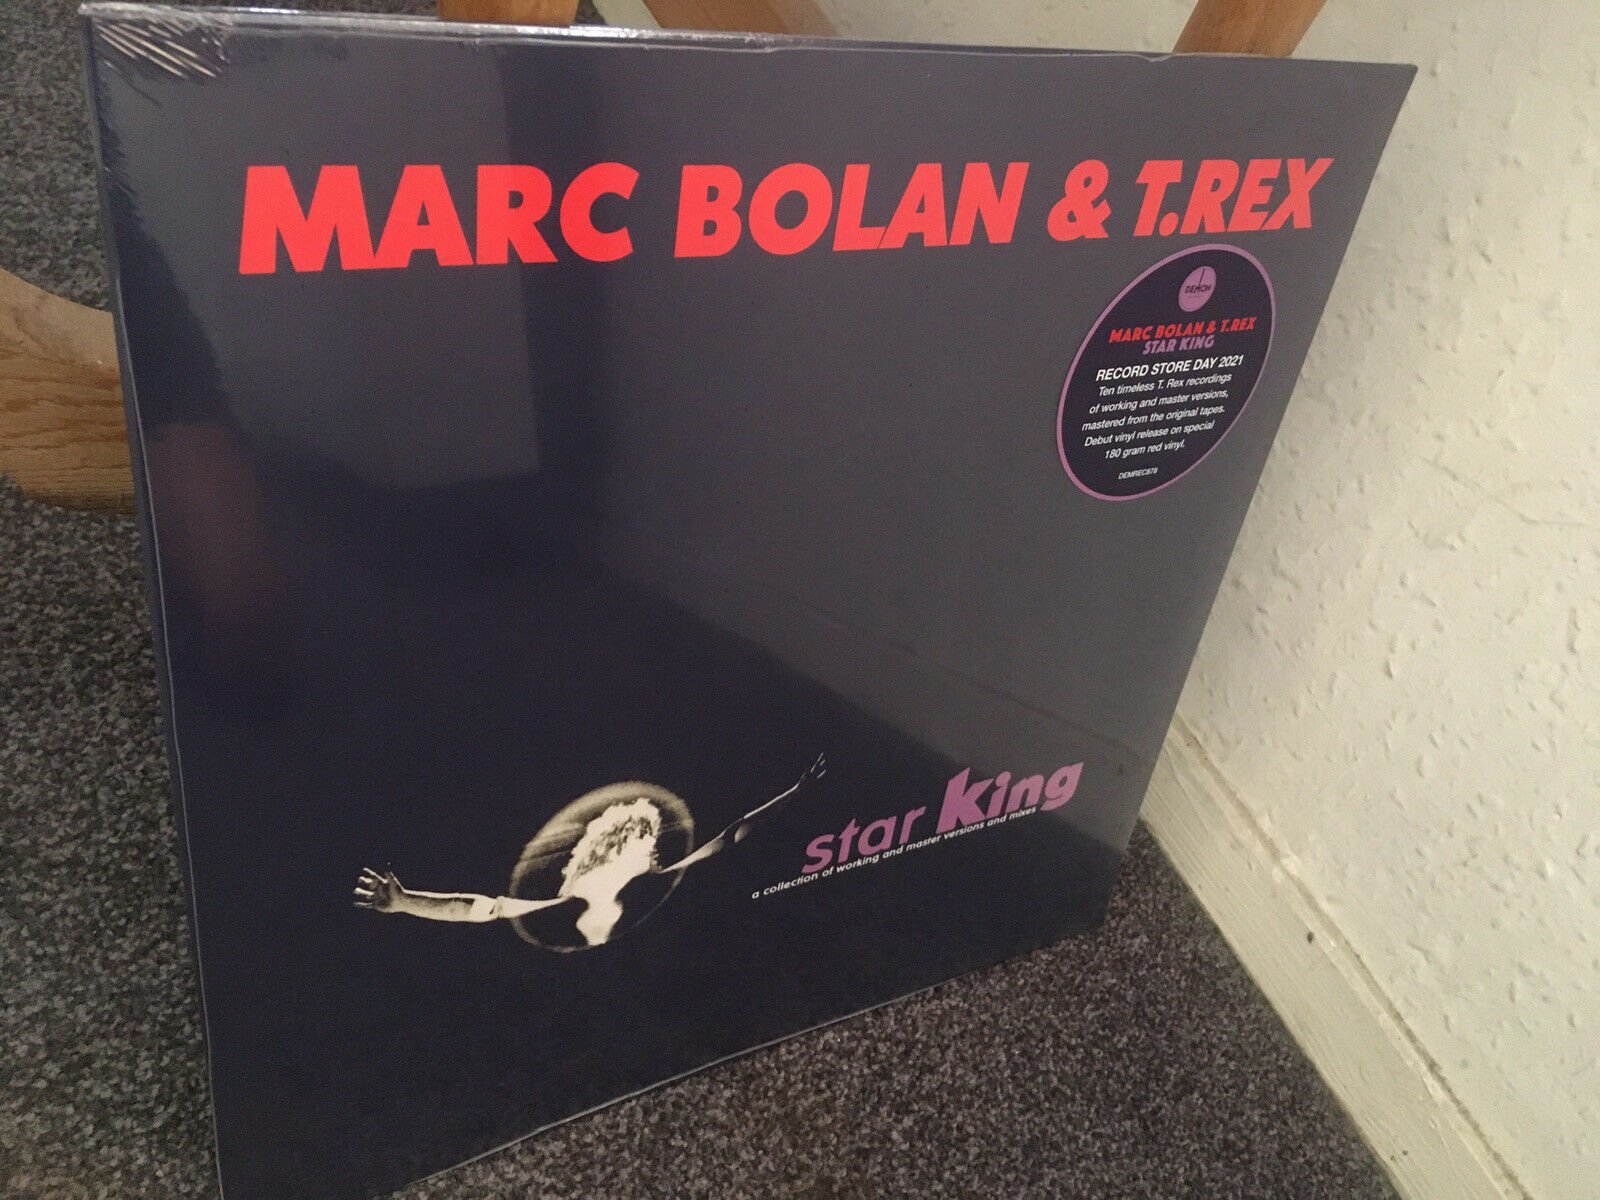 MARC BOLAN & T.REX
DEMON
MARC BOLAN & T.REX
STAR KING
RECORD STORE DAY 2021
Ten timeless T. Rex recordings
of working and master versions,
mastered from the original tapes.
Debut vinyl release on special
180 gram red vinyl.
DEMREC878
star king
a collection of working and master versions and mixes